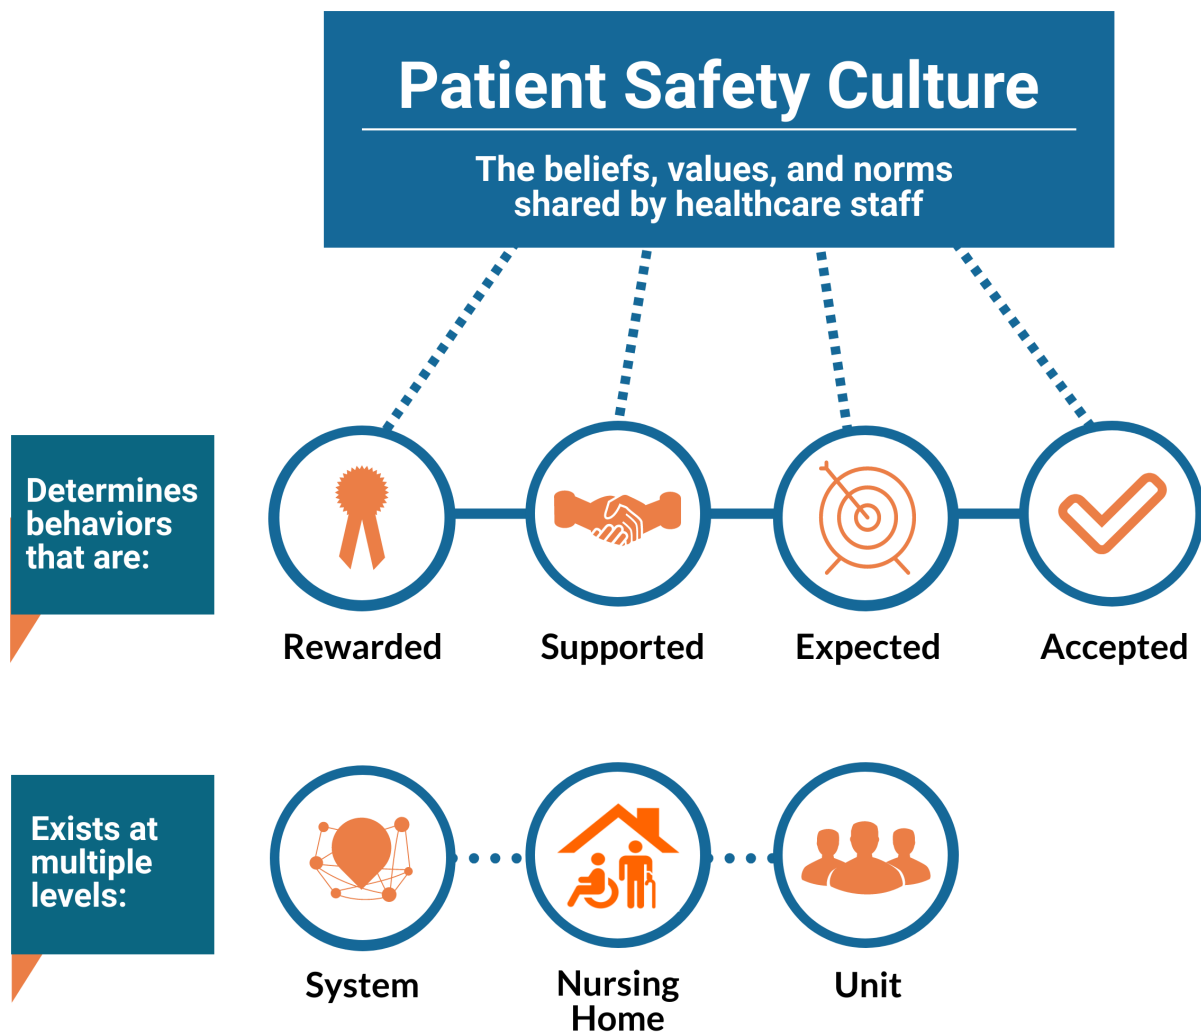 Patient Safety Culture
The beliefs, values, and norms
shared by healthcare staff
Determines
behaviors
that are:
Rewarded
Supported
Expected
Accepted
Exists at
multiple
levels:
System
Nursing
Home
Unit